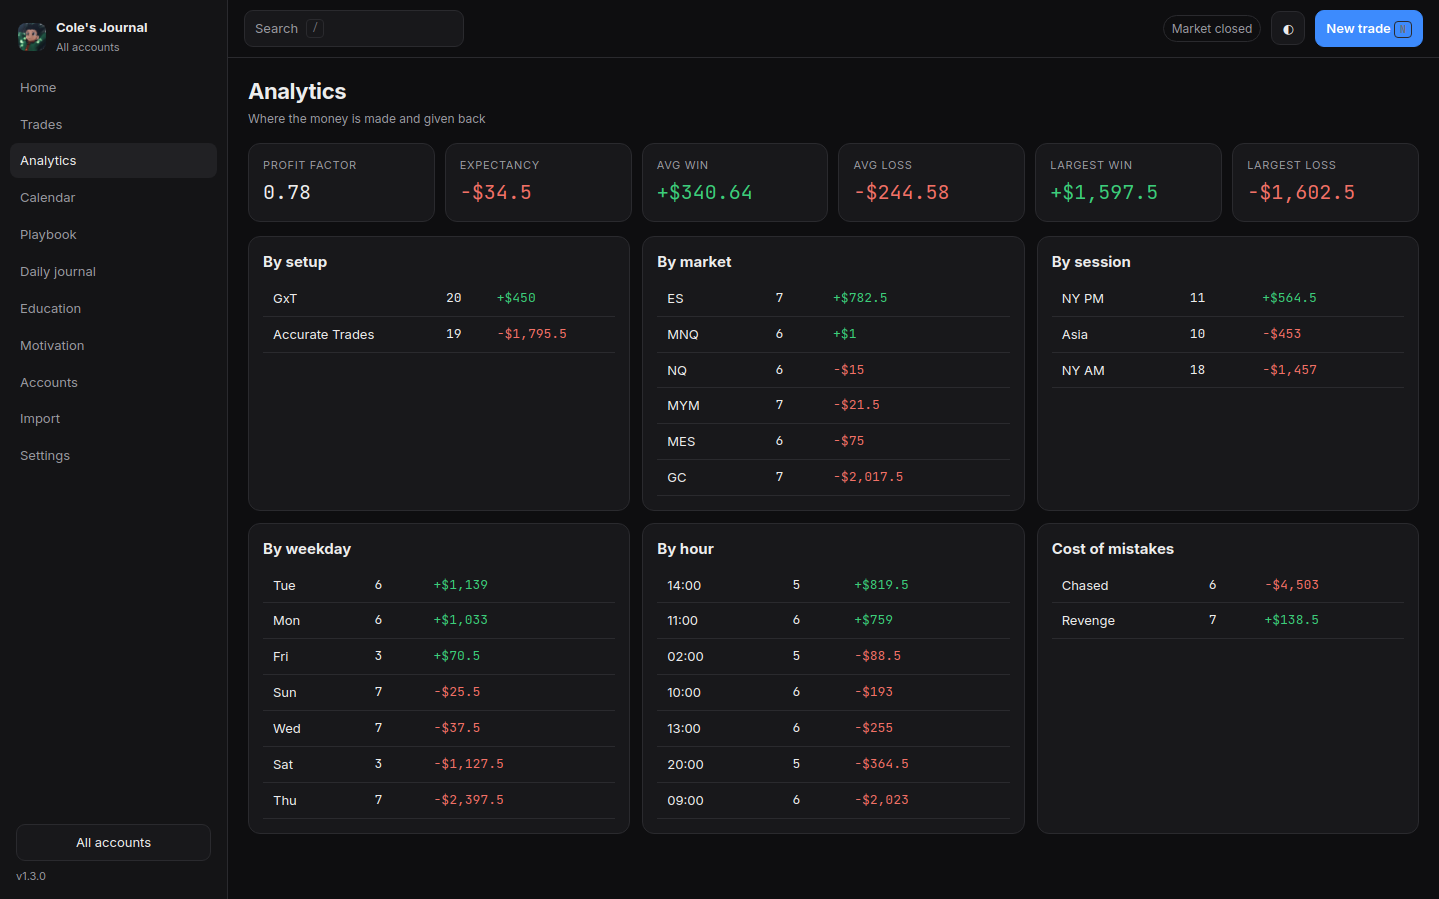 Cole's Journal
All accounts
Home
Trades
Analytics
Calendar
Playbook
Daily journal
Education
Motivation
Accounts
Import
Settings
All accounts
v1.3.0
Search /
Market closed
New trade
Analytics
Where the money is made and given back
PROFIT FACTOR
0.78
EXPECTANCY
-$34.5
AVG WIN
+$340.64
AVG LOSS
-$244.58
LARGEST WIN
+$1,597.5
LARGEST LOSS
-$1,602.5
By setup
GxT 20 +$450
Accurate Trades 19 -$1,795.5
By market
ES 7 +$782.5
MNQ 6 +$1
NQ 6 -$15
MYM 7 -$21.5
MES 6 -$75
GC 7 -$2,017.5
By session
NY PM 11 +$564.5
Asia 10 -$453
NY AM 18 -$1,457
By weekday
Tue 6 +$1,139
Mon 6 +$1,033
Fri 3 +$70.5
Sun 7 -$25.5
Wed 7 -$37.5
Sat 3 -$1,127.5
Thu 7 -$2,397.5
By hour
14:00 5 +$819.5
11:00 6 +$759
02:00 5 -$88.5
10:00 6 -$193
13:00 6 -$255
20:00 5 -$364.5
09:00 6 -$2,023
Cost of mistakes
Chased 6 -$4,503
Revenge 7 +$138.5